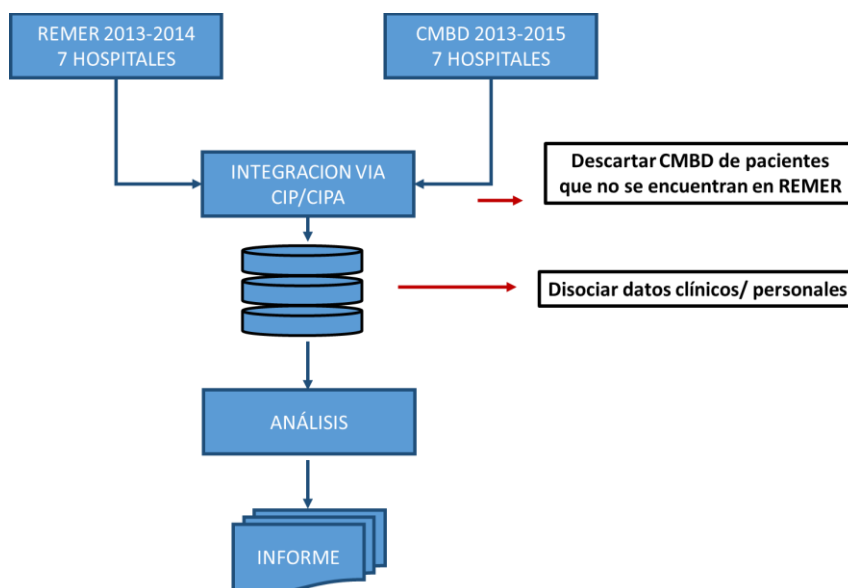 REMER 2013-2014
7 HOSPITALES
CMBD 2013-2015
7 HOSPITALES
INTEGRACION VIA
CIP/CIPA
Descartar CMBD de pacientes
que no se encuentran en REMER
Disociar datos clínicos/ personales
ANÁLISIS
INFORME